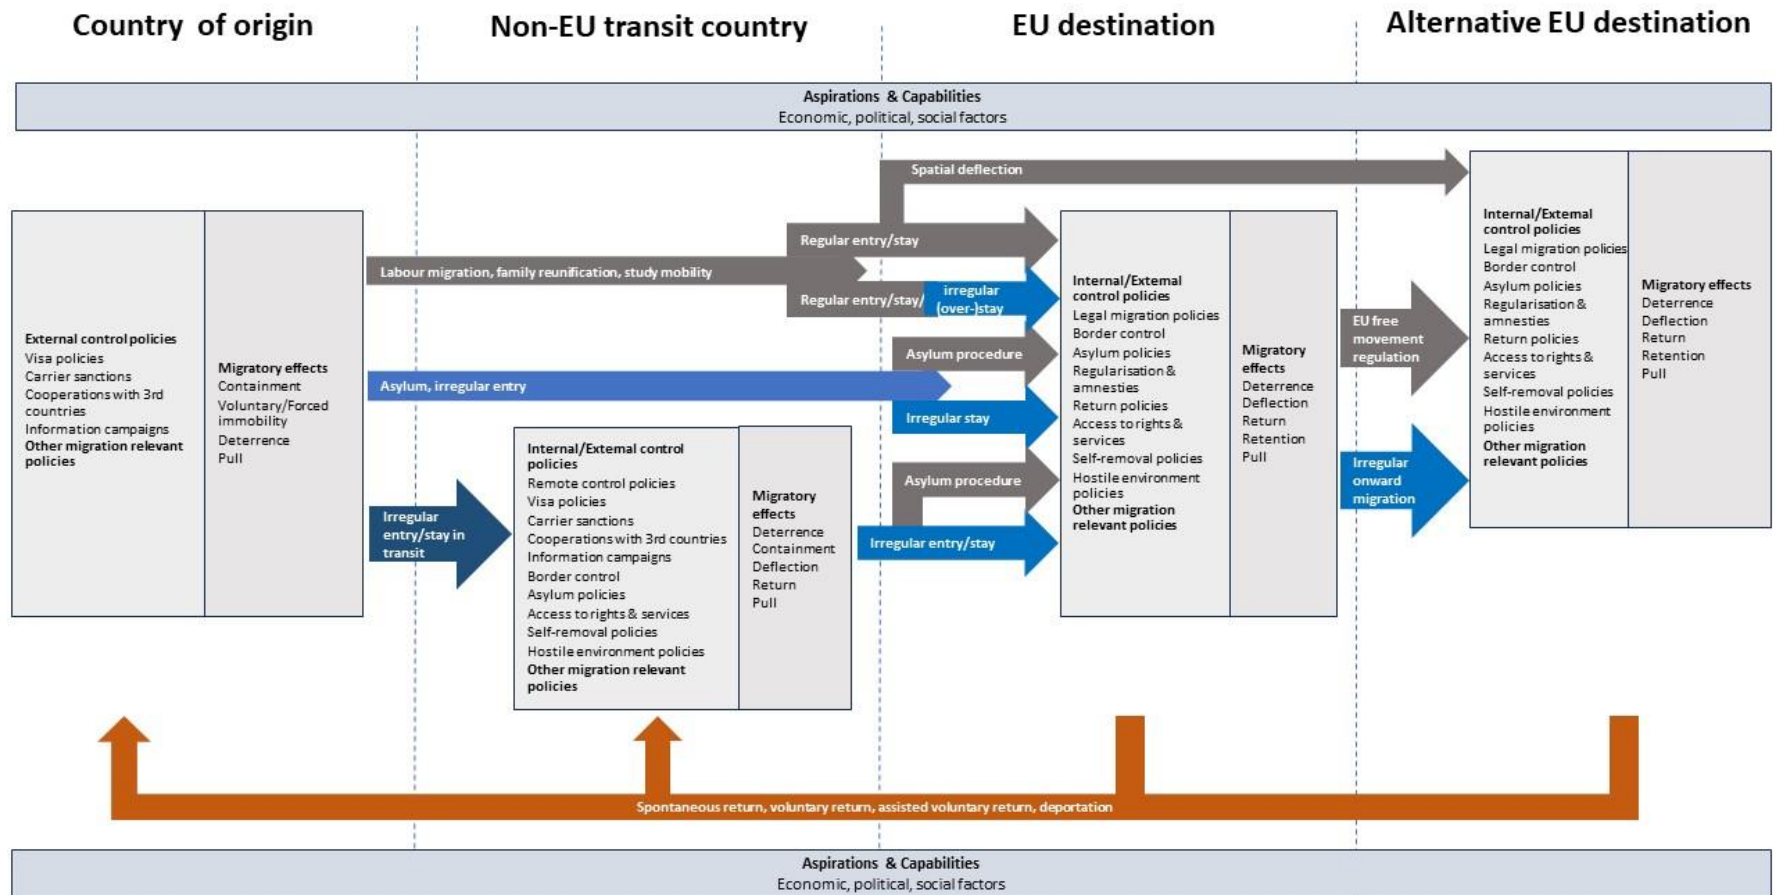 Country of origin
Non-EU transit country
EU destination
Alternative EU destination
Aspirations & Capabilities
Economic, political, social factors
External control policies
Visa policies
Carrier sanctions
Cooperations with 3rd
countries
Information campaigns
Other migration relevant
policies
Migratory effects
Containment
Voluntary/Forced
immobility
Deterrence
Pull
Labour migration, family reunification, study mobility
Asylum, irregular entry
Irregular
entry/stay in
transit
Internal/External control
policies
Remote control policies
Visa policies
Carrier sanctions
Cooperations with 3rd countries
Information campaigns
Border control
Asylum policies
Access to rights & services
Self-removal policies
Hostile environment policies
Other migration relevant
policies
Migratory
effects
Deterrence
Containment
Deflection
Return
Pull
Spatial deflection
Regular entry/stay
Regular entry/stay/
irregular
(over-)stay
Asylum procedure
Irregular stay
Asylum procedure
Irregular entry/stay
Internal/External
control policies
Legal migration policies
Border control
Asylum policies
Regularisation &
amnesties
Return policies
Access to rights &
services
Self-removal policies
Hostile environment
policies
Other migration
relevant policies
Migratory
effects
Deterrence
Deflection
Return
Retention
Pull
EU free
movement
regulation
Irregular
onward
migration
Internal/External
control policies
Legal migration policies
Border control
Asylum policies
Regularisation &
amnesties
Return policies
Access to rights &
services
Self-removal policies
Hostile environment
policies
Other migration
relevant policies
Migratory effects
Deterrence
Deflection
Return
Retention
Pull
Spontaneous return, voluntary return, assisted voluntary return, deportation
Aspirations & Capabilities
Economic, political, social factors